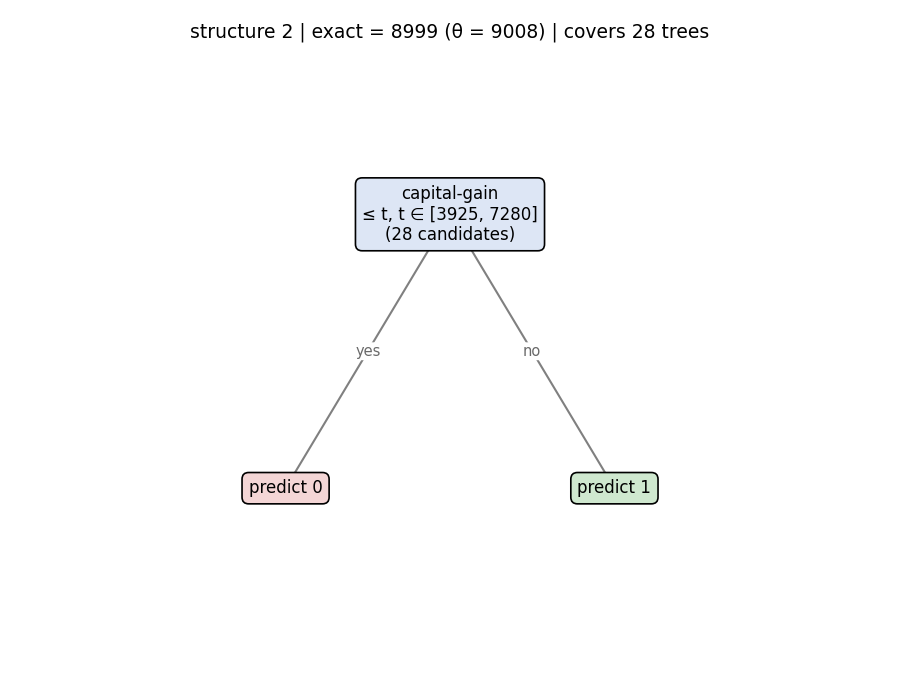 structure 2 | exact = 8999 (θ = 9008) | covers 28 trees
capital-gain
≤ t, t ∈ [3925, 7280]
(28 candidates)
yes
no
predict 0
predict 1